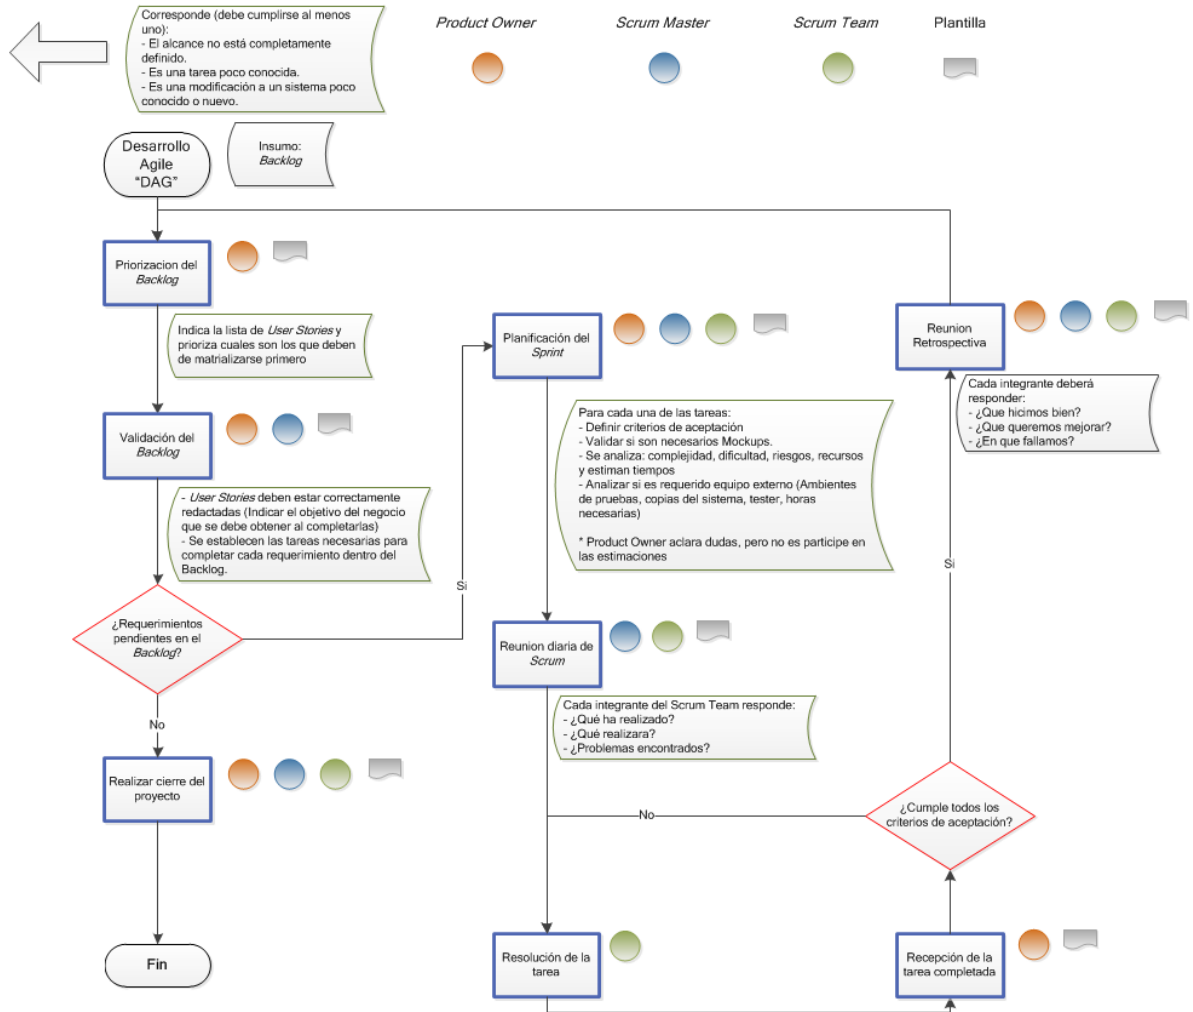 Corresponde (debe cumplirse al menos
uno):
- El alcance no está completamente
definido.
- Es una tarea poco conocida.
- Es una modificación a un sistema poco
conocido o nuevo.
Product Owner
Scrum Master
Scrum Team
Plantilla
Desarrollo
Agile
“DAG”
Insumo:
Backlog
Priorizacion del
Backlog
Indica la lista de User Stories y
prioriza cuales son los que deben
de matrializarse primero
Validación del
Backlog
- User Stories deben estar correctamente
redactadas (Indicar el objetivo del negocio
que se debe obtener al completarlas)
- Se establecen las tareas necesarias para
completar cada requerimiento dentro del
Backlog.
¿Requerimientos
pendientes en el
Backlog?
Si
No
Realizar cierre del
proyecto
Fin
Planificación del
Sprint
Para cada una de las tareas:
- Definir criterios de aceptación
- Validar si son necesarios Mockups.
- Se analiza: complejidad, dificultad, riesgos, recursos
y estiman tiempos
- Analizar si es requerido equipo externo (Ambientes
de pruebas, copias del sistema, tester, horas
necesarias)
* Product Owner aclara dudas, pero no es participe en
las estimaciones
Reunion diaria de
Scrum
Cada integrante del Scrum Team responde:
- ¿Qué ha realizado?
- ¿Qué realizara?
- ¿Problemas encontrados?
Resolución de la
tarea
Recepción de la
tarea completada
¿Cumple todos los
criterios de aceptación?
No
Si
Reunion
Retrospectiva
Cada integrante deberá
responder:
- ¿Que hicimos bien?
- ¿Que queremos mejorar?
- ¿En que fallamos?